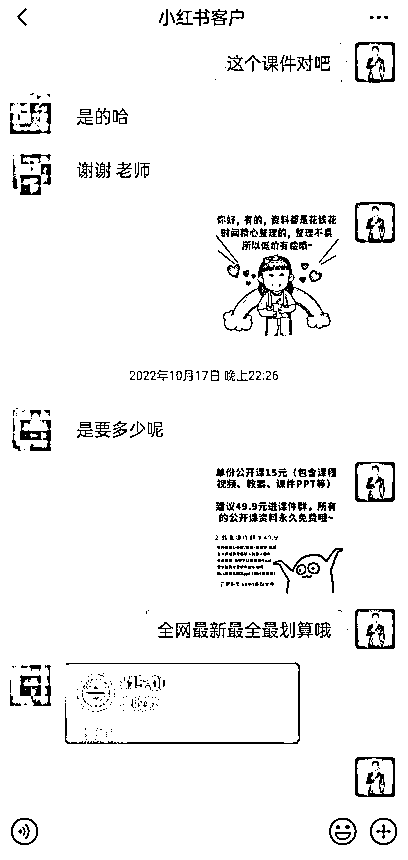 小红书客户
这个课件对吧
是的哈
谢谢 老师
你好，有的，资料都是花钱花
时间精心整理的，整理不易
所以低价有偿哦~
2022年10月17日 晚上22:26
是要多少呢
单份公开课15元（包含课程
视频、教案、课件PPT等）
建议49.9元进课件群，所有
的公开课资料永久免费哦~
全网最新最全最划算哦